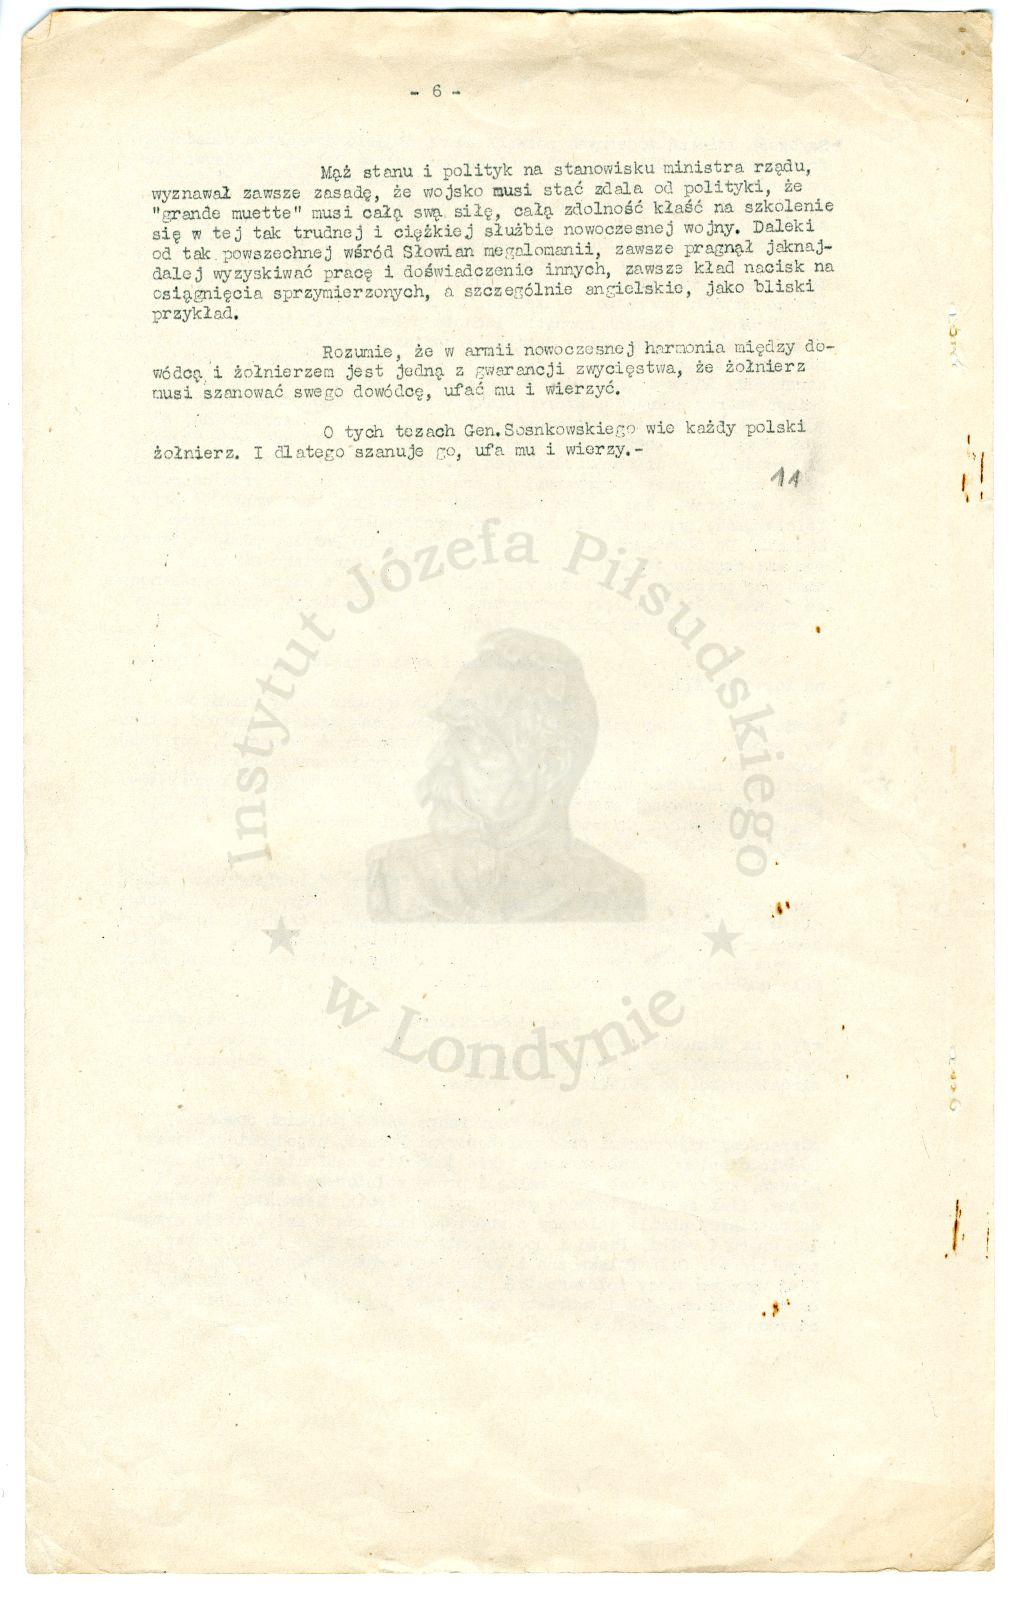 - 6 -
Mąż stanu i polityk na stanowisku ministra rządu,
wyznawał zawsze zasadę, że wojsko musi stać zdala od polityki, że
"grande muette" musi całą swą siłę, całą zdolność kłaść na szkolenie
się w tej tak trudnej i ciężkiej służbie nowoczesnej wojny. Daleki
od tak powszechnej wśród Słowian megalomanii, zawsze pragnął jaknaj-
dalej wyzyskiwać pracę i doświadczenie innych, zawsze kład nacisk na
osiągnięcia sprzymierzonych, a szczególnie angielskie, jako bliski
przykład.
Rozumie, że w armii nowoczesnej harmonia między do-
wódcą i żołnierzem jest jedną z gwarancji zwycięstwa, że żołnierz
musi szanować swego dowódcę, ufać mu i wierzyć.
O tych tezach Gen.Sosnkowskiego wie każdy polski
żołnierz. I dlatego szanuje go, ufa mu i wierzy.-
11
Instytut Józefa Piłsudskiego
w Londynie